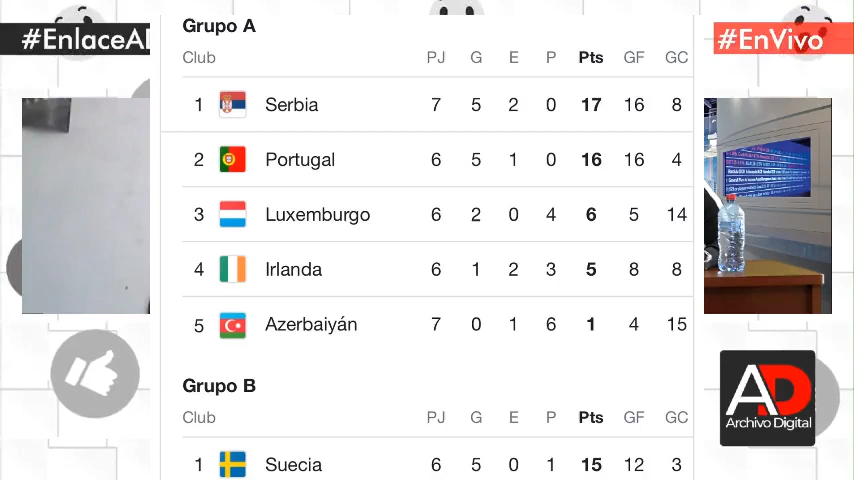 #EnlaceAD
#EnVivo
Grupo A
Club PJ G E P Pts GF GC
1 Serbia 7 5 2 0 17 16 8
2 Portugal 6 5 1 0 16 16 4
3 Luxemburgo 6 2 0 4 6 5 14
4 Irlanda 6 1 2 3 5 8 8
5 Azerbaiyán 7 0 1 6 1 4 15
Grupo B
Club PJ G E P Pts GF GC
1 Suecia 6 5 0 1 15 12 3
AD
Archivo Digital